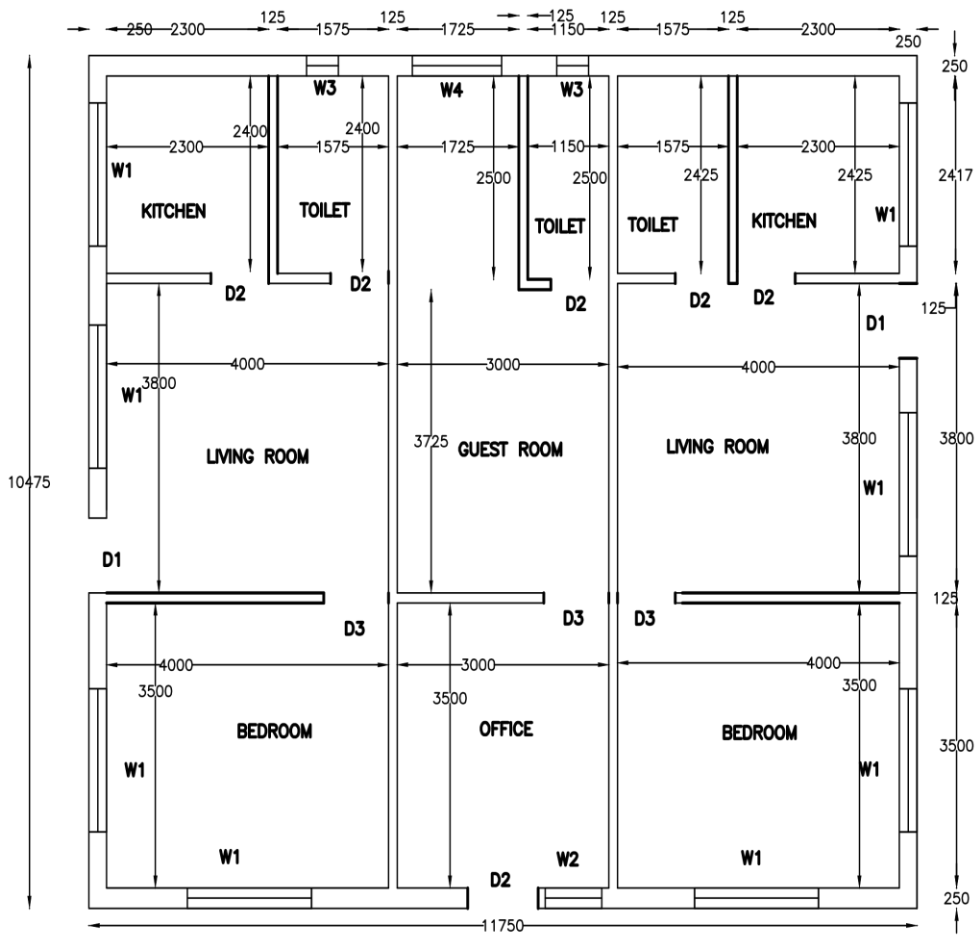 125 125 125 125 125
250 2300 1575 1725 1150 1575 2300
250
250
W3 W4 W3
2400 2400
2300 1575 1725 1150 1575 2300
W1 2500 2500 2425 2425 2417
KITCHEN TOILET TOILET TOILET KITCHEN W1
D2 D2 D2 D2 D2
125
D1
4000 3000 4000
3800
W1
3725 3800 3800
LIVING ROOM GUEST ROOM LIVING ROOM
10475
W1
D1
125
D3 D3 D3
4000 3000 4000
3500 3500 3500
BEDROOM OFFICE BEDROOM
3500
W1 W1
W1 W2 W1
D2
250
11750